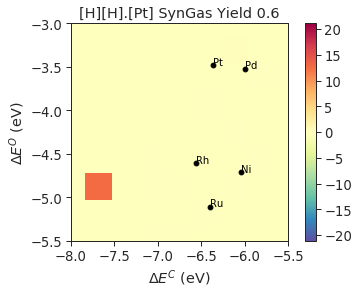 [H][H].[Pt] SynGas Yield 0.6
−3.0
−3.5
−4.0
−4.5
−5.0
−5.5
ΔE^O (eV)
Pt
Pd
Rh
Ni
Ru
20
15
10
5
0
−5
−10
−15
−20
−8.0 −7.5 −7.0 −6.5 −6.0 −5.5
ΔE^C (eV)